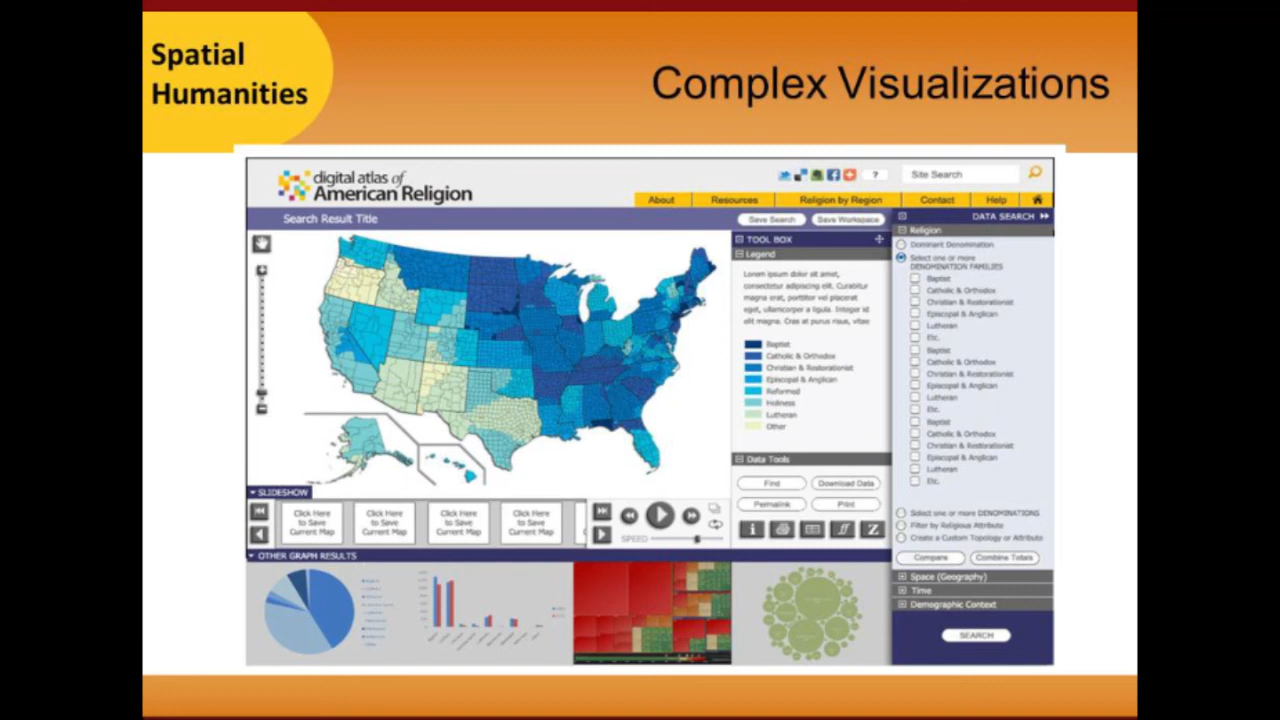 Spatial
Humanities
Complex Visualizations
digital atlas of
American Religion
?
Site Search
About
Resources
Religion by Region
Contact
Help
Search Result Title
Save Search
Save Workspace
TOOL BOX
Legend
Lorem ipsum dolor sit amet,
consectetur adipiscing elit. Curabitur
magna erat, porttitor vel placerat
eget, ullamcorper a ligula. Integer id
elit magna. Cras at purus risus, vitae
Baptist
Catholic & Orthodox
Christian & Restorationist
Episcopal & Anglican
Reformed
Holiness
Lutheran
Other
Data Tools
Find
Download Data
Permalink
Print
DATA SEARCH
Religion
Dominant Denomination
Select one or more
DENOMINATION FAMILIES
Baptist
Catholic & Orthodox
Christian & Restorationist
Episcopal & Anglican
Lutheran
Etc.
Baptist
Catholic & Orthodox
Christian & Restorationist
Episcopal & Anglican
Lutheran
Etc.
Baptist
Catholic & Orthodox
Christian & Restorationist
Episcopal & Anglican
Lutheran
Etc.
Select one or more DENOMINATIONS
Filter by Religious Attribute
Create a Custom Topology or Attribute
Compare
Combine Totals
Space (Geography)
Time
Demographic Context
SEARCH
SLIDESHOW
Click Here
to Save
Current Map
Click Here
to Save
Current Map
Click Here
to Save
Current Map
Click Here
to Save
Current Map
SPEED
OTHER GRAPH RESULTS